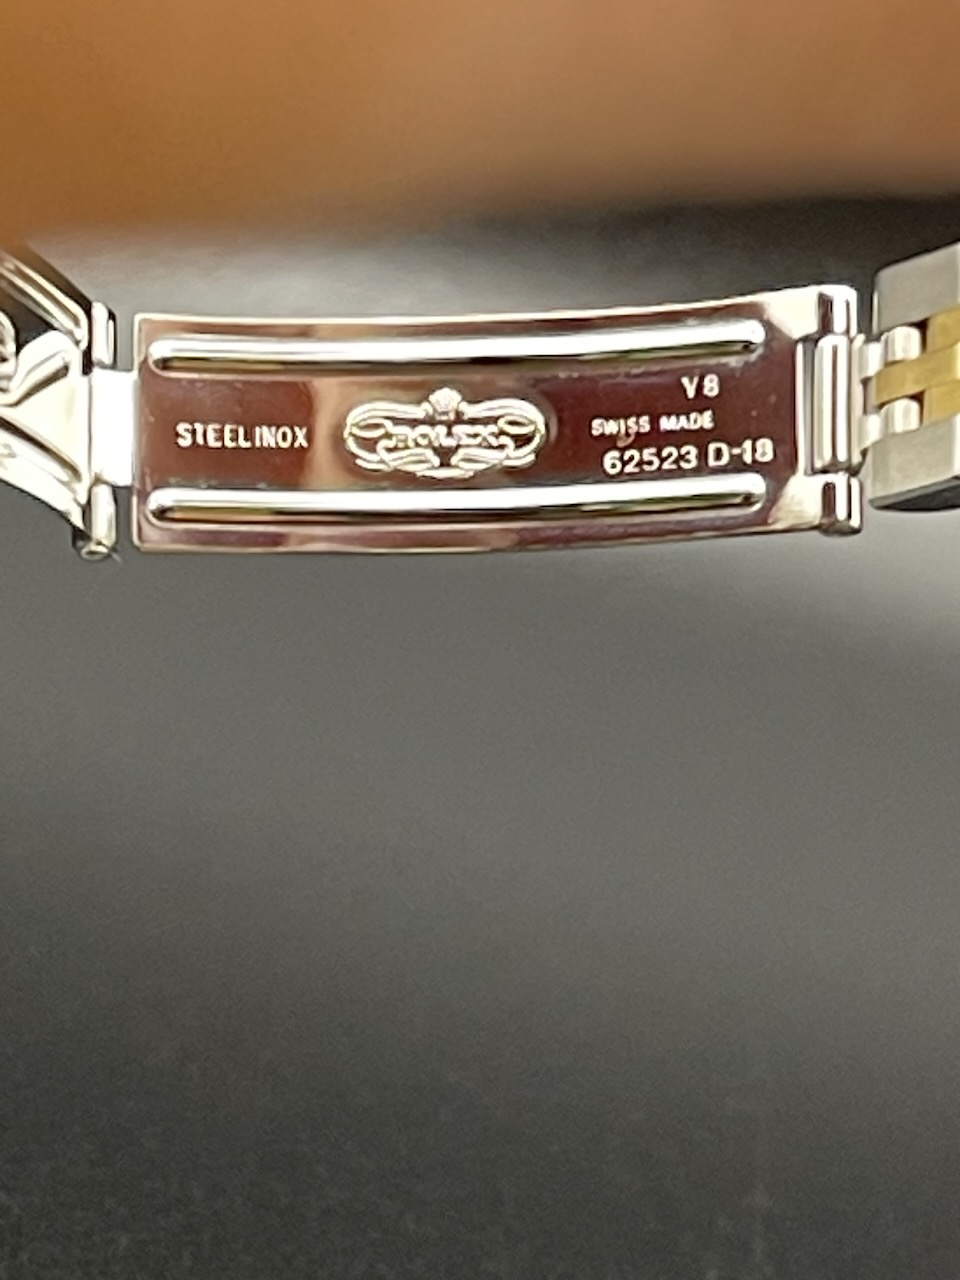 STEELINOX
ROLEX
V8
SWISS MADE
62523 D-18